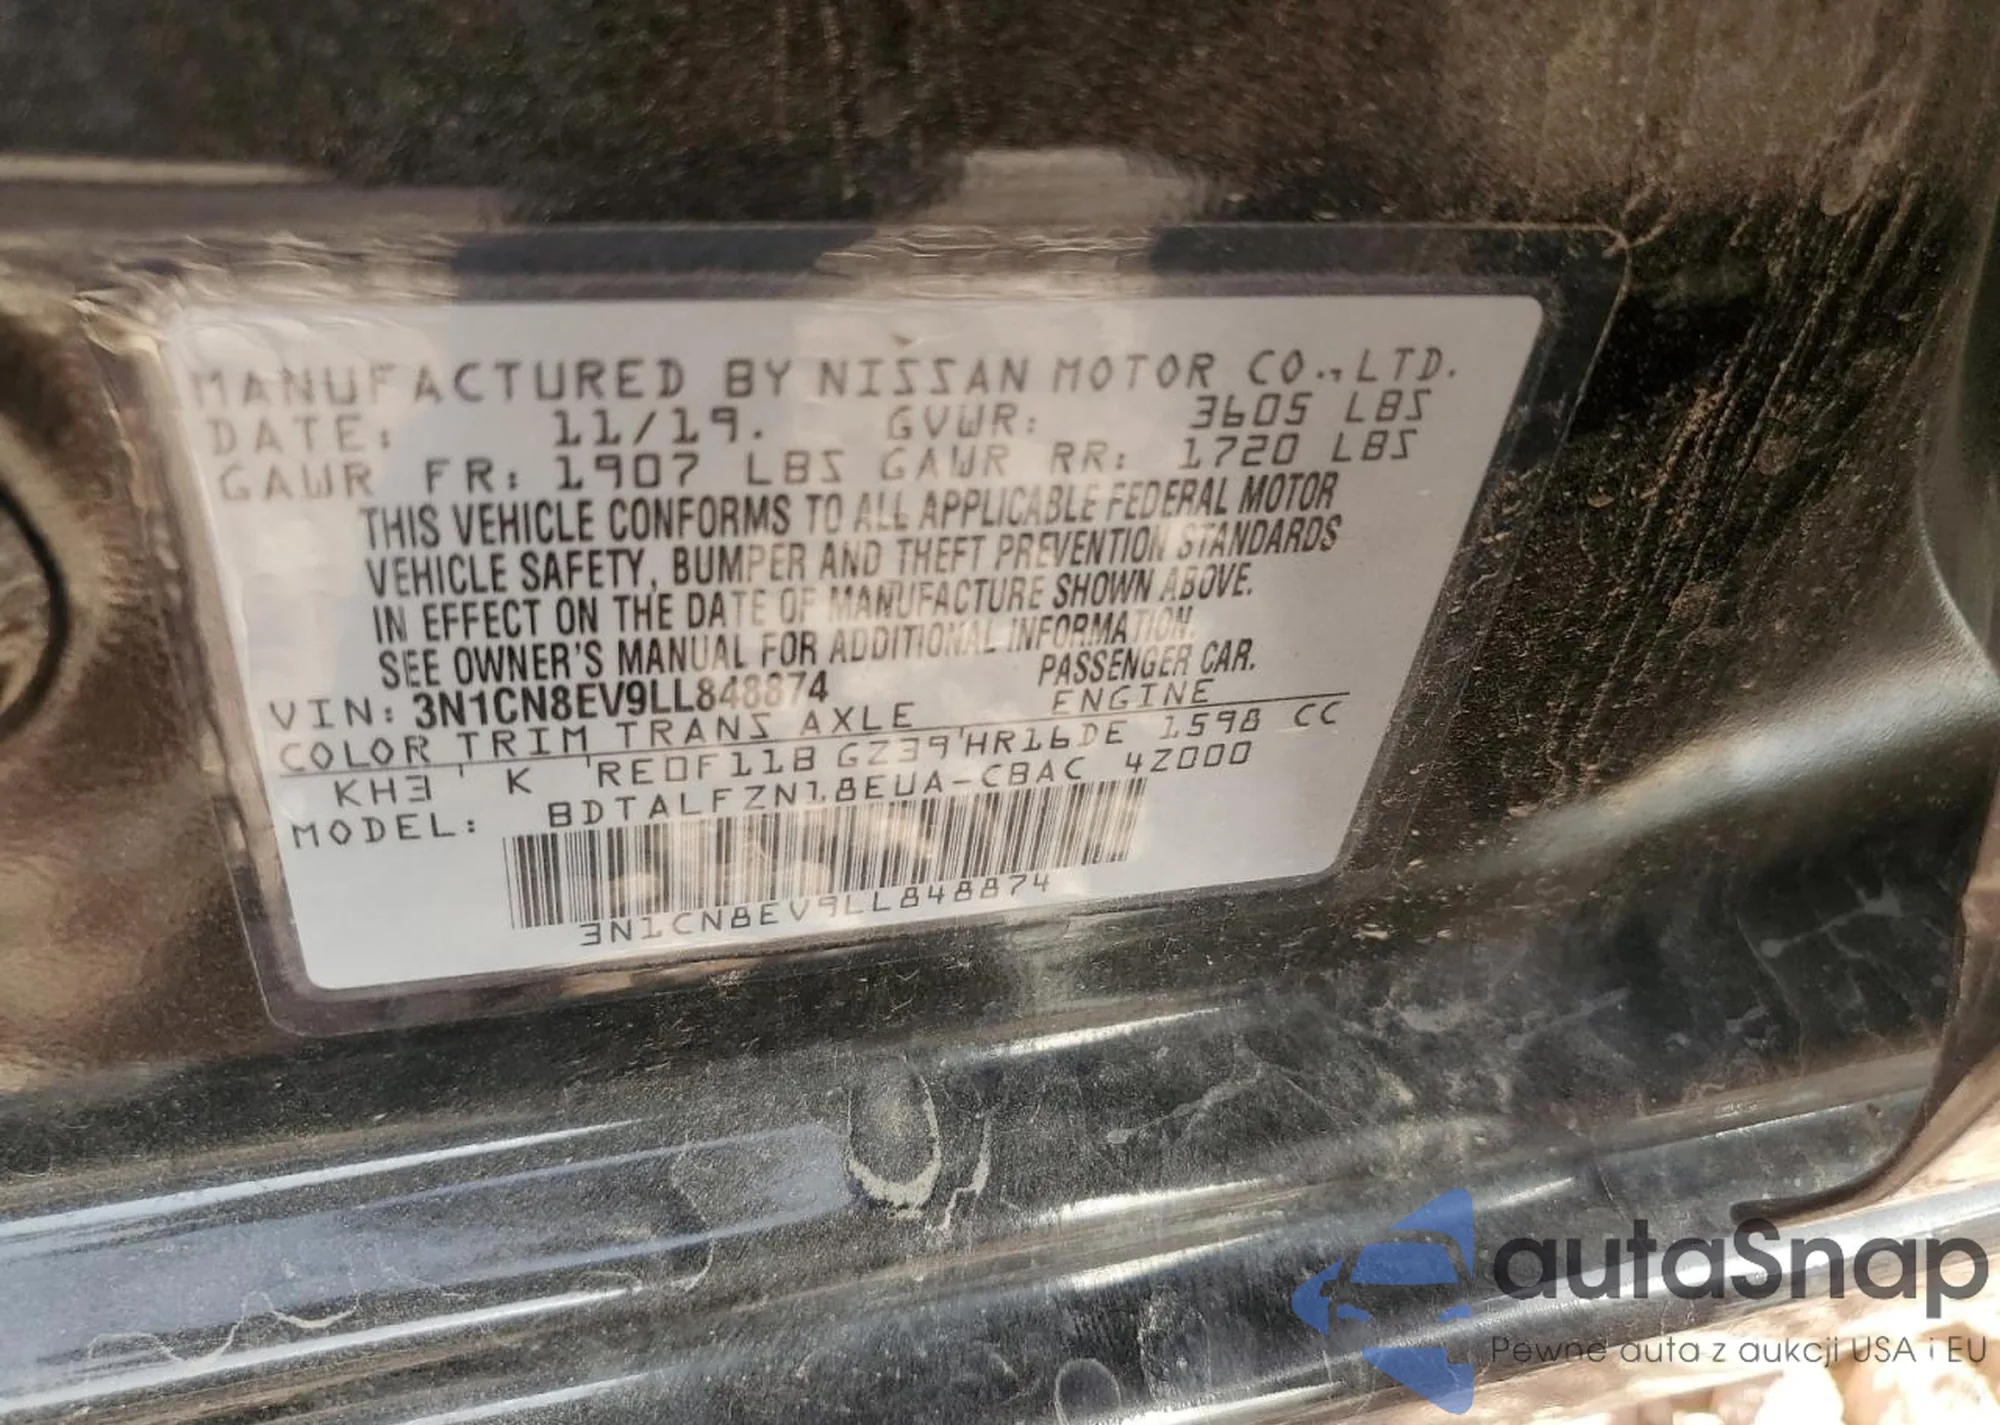 MANUFACTURED BY NISSAN MOTOR CO., LTD.
DATE: 11/19. GVWR: 3605 LBS
GAWR FR: 1907 LBS GAWR RR: 1720 LBS
THIS VEHICLE CONFORMS TO ALL APPLICABLE FEDERAL MOTOR
VEHICLE SAFETY, BUMPER AND THEFT PREVENTION STANDARDS
IN EFFECT ON THE DATE OF MANUFACTURE SHOWN ABOVE.
SEE OWNER'S MANUAL FOR ADDITIONAL INFORMATION.
VIN: 3N1CN8EV9LL848874 PASSENGER CAR.
COLOR TRIM TRANS AXLE ENGINE
KH3 K RE0F11B GZ39 HR16DE 1598 CC
MODEL: BDTALFZN18EUA-CBAC 4Z000
3N1CN8EV9LL848874
autaSnap
Pewne auta z aukcji USA i EU